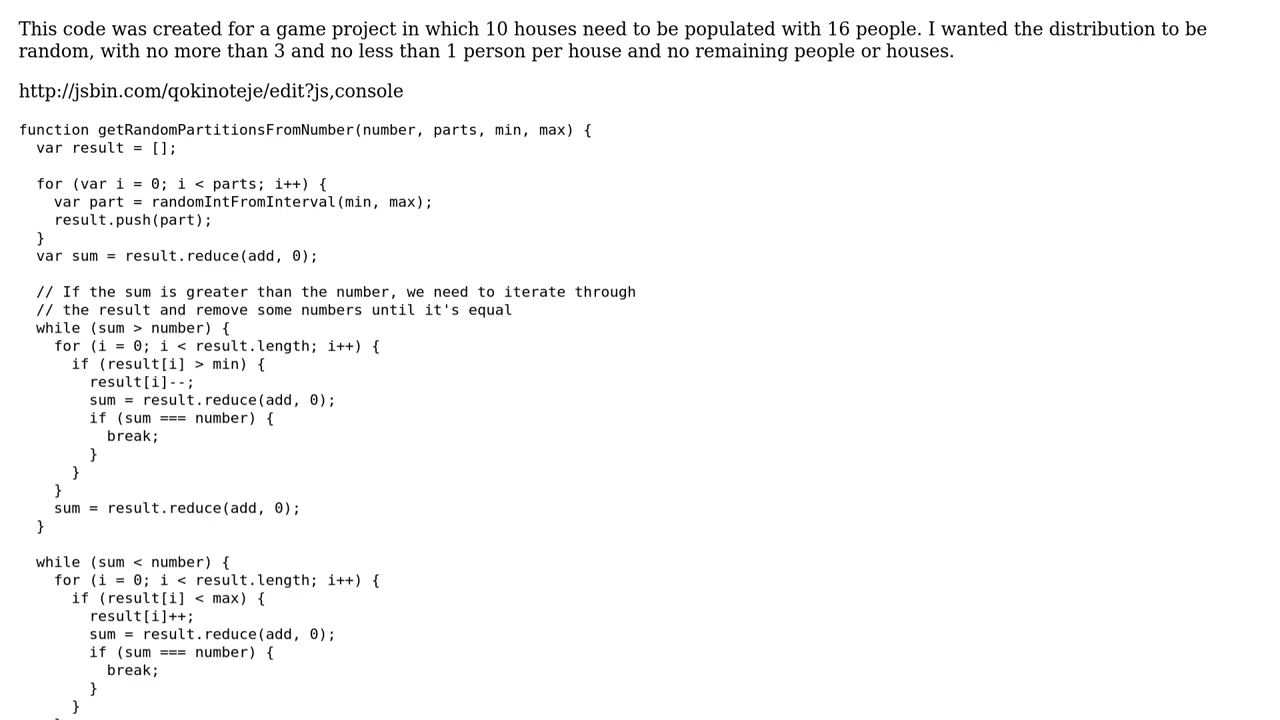 This code was created for a game project in which 10 houses need to be populated with 16 people. I wanted the distribution to be
random, with no more than 3 and no less than 1 person per house and no remaining people or houses.
http://jsbin.com/qokinoteje/edit?js,console
function getRandomPartitionsFromNumber(number, parts, min, max) {
  var result = [];
  for (var i = 0; i < parts; i++) {
    var part = randomIntFromInterval(min, max);
    result.push(part);
  }
  var sum = result.reduce(add, 0);
  // If the sum is greater than the number, we need to iterate through
  // the result and remove some numbers until it's equal
  while (sum > number) {
    for (i = 0; i < result.length; i++) {
      if (result[i] > min) {
        result[i]--;
        sum = result.reduce(add, 0);
        if (sum === number) {
          break;
        }
      }
    }
    sum = result.reduce(add, 0);
  }
  while (sum < number) {
    for (i = 0; i < result.length; i++) {
      if (result[i] < max) {
        result[i]++;
        sum = result.reduce(add, 0);
        if (sum === number) {
          break;
        }
      }